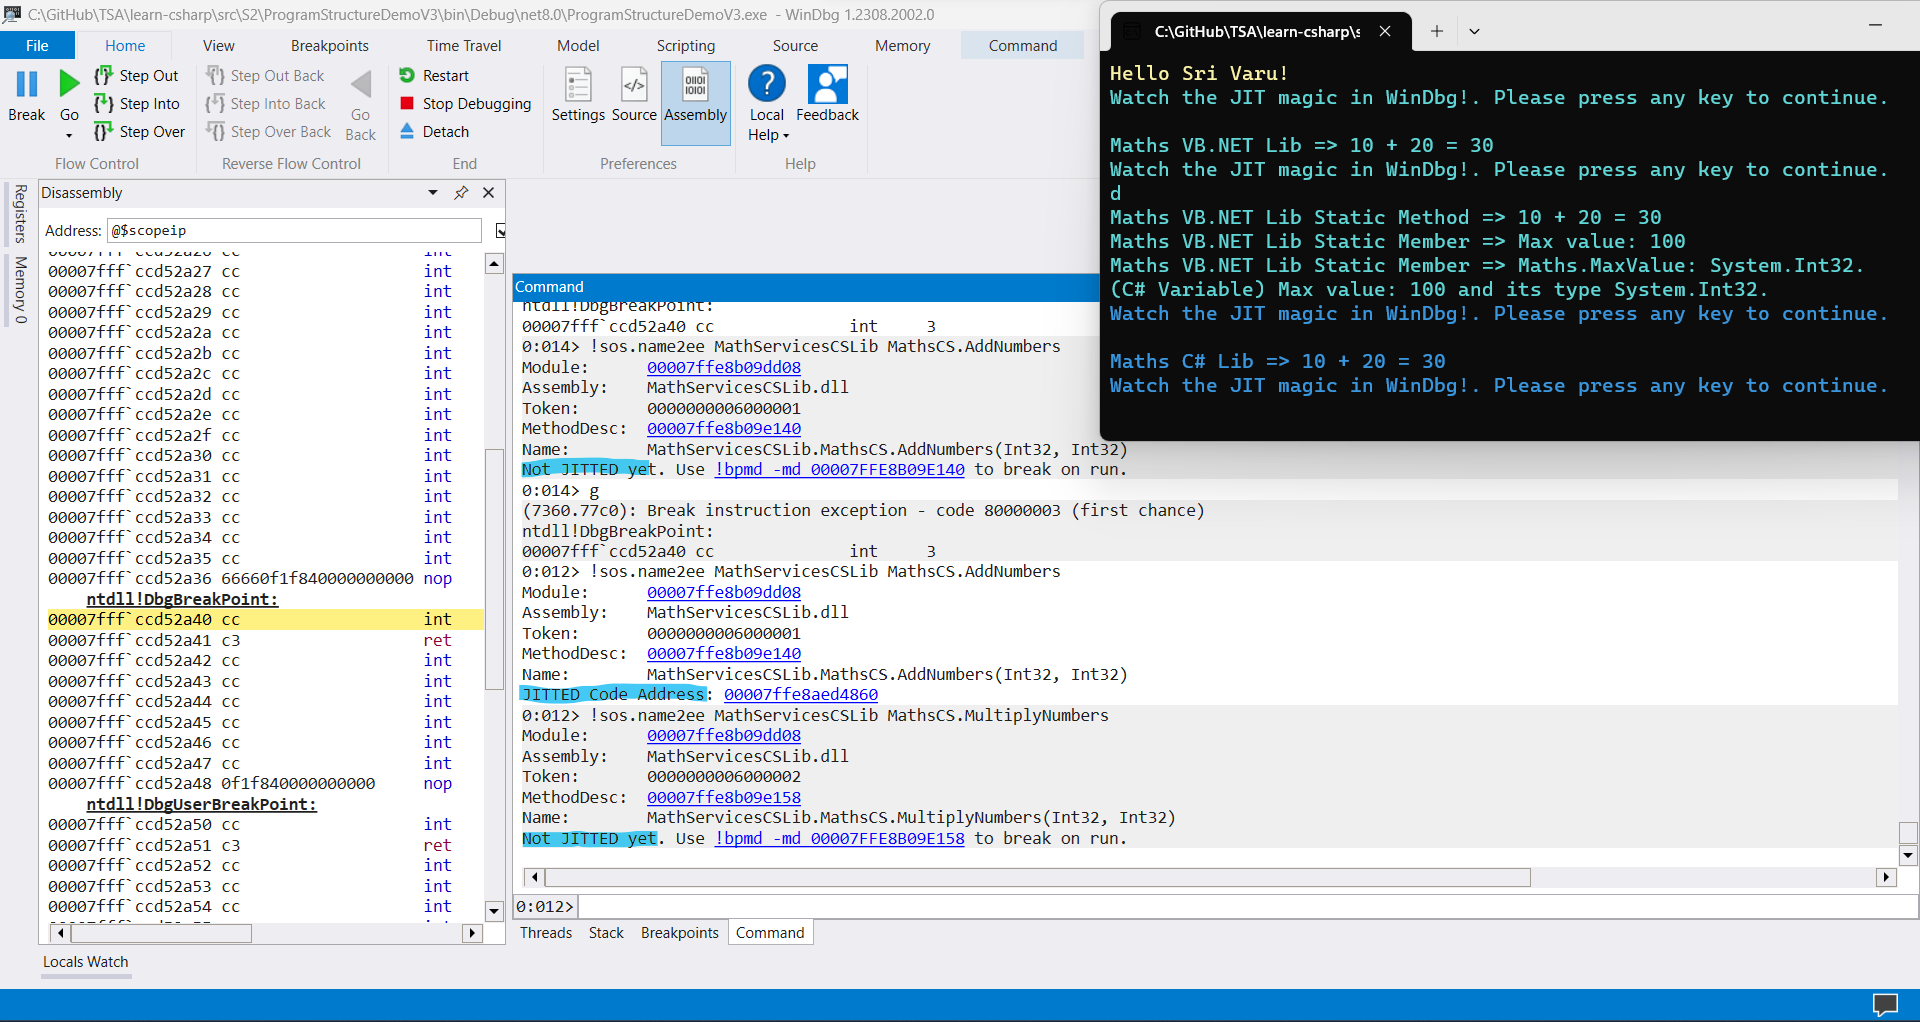 C:\GitHub\TSA\learn-csharp\src\S2\ProgramStructureDemoV3\bin\Debug\net8.0\ProgramStructureDemoV3.exe - WinDbg 1.2308.2002.0
File Home View Breakpoints Time Travel Model Scripting Source Memory Command
Break
Go
Step Out
Step Into
Step Over
Flow Control
Step Out Back
Step Into Back
Step Over Back
Go Back
Reverse Flow Control
Restart
Stop Debugging
Detach
End
Settings
Source
Assembly
Preferences
Local Help
Feedback
Help
Registers
Memory 0
Disassembly
Address: @$scopeip
00007fff`ccd52a27 cc int
00007fff`ccd52a28 cc int
00007fff`ccd52a29 cc int
00007fff`ccd52a2a cc int
00007fff`ccd52a2b cc int
00007fff`ccd52a2c cc int
00007fff`ccd52a2d cc int
00007fff`ccd52a2e cc int
00007fff`ccd52a2f cc int
00007fff`ccd52a30 cc int
00007fff`ccd52a31 cc int
00007fff`ccd52a32 cc int
00007fff`ccd52a33 cc int
00007fff`ccd52a34 cc int
00007fff`ccd52a35 cc int
00007fff`ccd52a36 66660f1f840000000000 nop
ntdll!DbgBreakPoint:
00007fff`ccd52a40 cc int
00007fff`ccd52a41 c3 ret
00007fff`ccd52a42 cc int
00007fff`ccd52a43 cc int
00007fff`ccd52a44 cc int
00007fff`ccd52a45 cc int
00007fff`ccd52a46 cc int
00007fff`ccd52a47 cc int
00007fff`ccd52a48 0f1f840000000000 nop
ntdll!DbgUserBreakPoint:
00007fff`ccd52a50 cc int
00007fff`ccd52a51 c3 ret
00007fff`ccd52a52 cc int
00007fff`ccd52a53 cc int
00007fff`ccd52a54 cc int
Locals Watch
Command
ntdll!DbgBreakPoint:
00007fff`ccd52a40 cc int 3
0:014> !sos.name2ee MathServicesCSLib MathsCS.AddNumbers
Module: 00007ffe8b09dd08
Assembly: MathServicesCSLib.dll
Token: 0000000006000001
MethodDesc: 00007ffe8b09e140
Name: MathServicesCSLib.MathsCS.AddNumbers(Int32, Int32)
Not JITTED yet. Use !bpmd -md 00007FFE8B09E140 to break on run.
0:014> g
(7360.77c0): Break instruction exception - code 80000003 (first chance)
ntdll!DbgBreakPoint:
00007fff`ccd52a40 cc int 3
0:012> !sos.name2ee MathServicesCSLib MathsCS.AddNumbers
Module: 00007ffe8b09dd08
Assembly: MathServicesCSLib.dll
Token: 0000000006000001
MethodDesc: 00007ffe8b09e140
Name: MathServicesCSLib.MathsCS.AddNumbers(Int32, Int32)
JITTED Code Address: 00007ffe8aed4860
0:012> !sos.name2ee MathServicesCSLib MathsCS.MultiplyNumbers
Module: 00007ffe8b09dd08
Assembly: MathServicesCSLib.dll
Token: 0000000006000002
MethodDesc: 00007ffe8b09e158
Name: MathServicesCSLib.MathsCS.MultiplyNumbers(Int32, Int32)
Not JITTED yet. Use !bpmd -md 00007FFE8B09E158 to break on run.
0:012>
Threads Stack Breakpoints Command
C:\GitHub\TSA\learn-csharp\s
Hello Sri Varu!
Watch the JIT magic in WinDbg!. Please press any key to continue.
Maths VB.NET Lib => 10 + 20 = 30
Watch the JIT magic in WinDbg!. Please press any key to continue.
d
Maths VB.NET Lib Static Method => 10 + 20 = 30
Maths VB.NET Lib Static Member => Max value: 100
Maths VB.NET Lib Static Member => Maths.MaxValue: System.Int32.
(C# Variable) Max value: 100 and its type System.Int32.
Watch the JIT magic in WinDbg!. Please press any key to continue.
Maths C# Lib => 10 + 20 = 30
Watch the JIT magic in WinDbg!. Please press any key to continue.